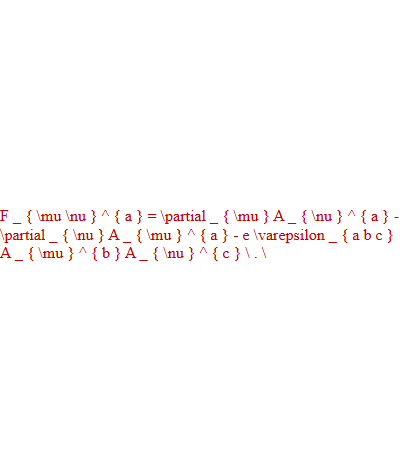 F _ { \mu \nu } ^ { a } = \partial _ { \mu } A _ { \nu } ^ { a } -
\partial _ { \nu } A _ { \mu } ^ { a } - e \varepsilon _ { a b c }
A _ { \mu } ^ { b } A _ { \nu } ^ { c } \ . \